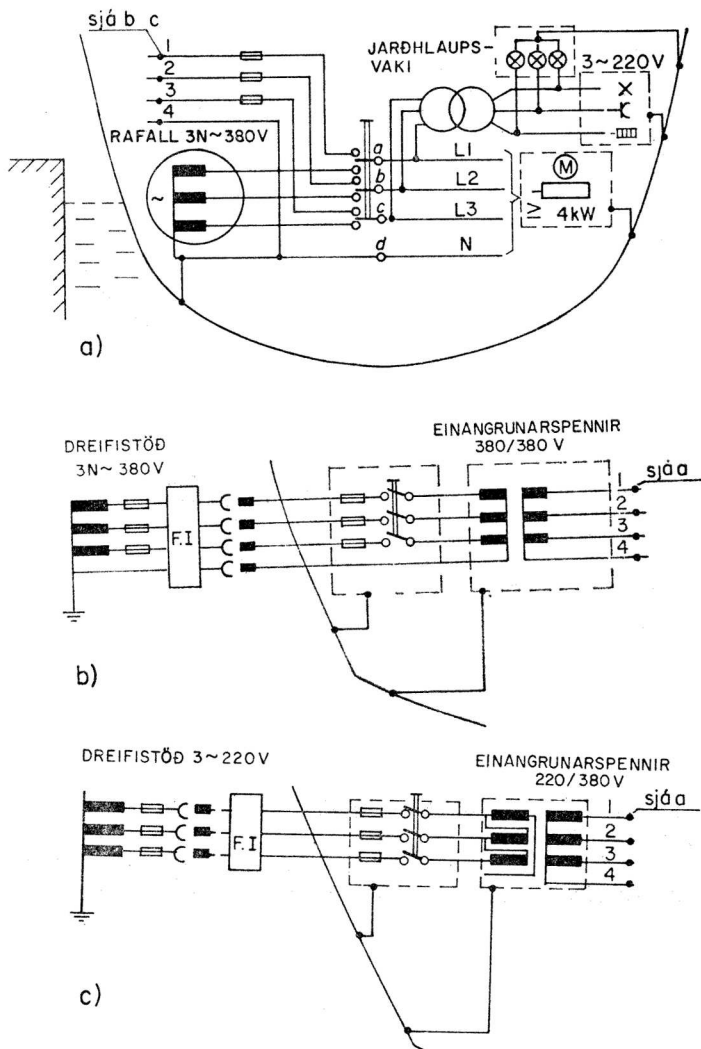 sjá b c
1
2
3
4
RAFALL 3N~380V
~
JARÐHLAUPS-
VAKI
3~220V
a
L1
b
L2
c
L3
d
N
M
≥ 4kW
a)
DREIFISTÖÐ
3N~380V
F.I
EINANGRUNARSPENNIR
380/380 V
1
sjá a
2
3
4
b)
DREIFISTÖÐ 3~220V
F.I
EINANGRUNARSPENNIR
220/380V
1
sjá a
2
3
4
c)